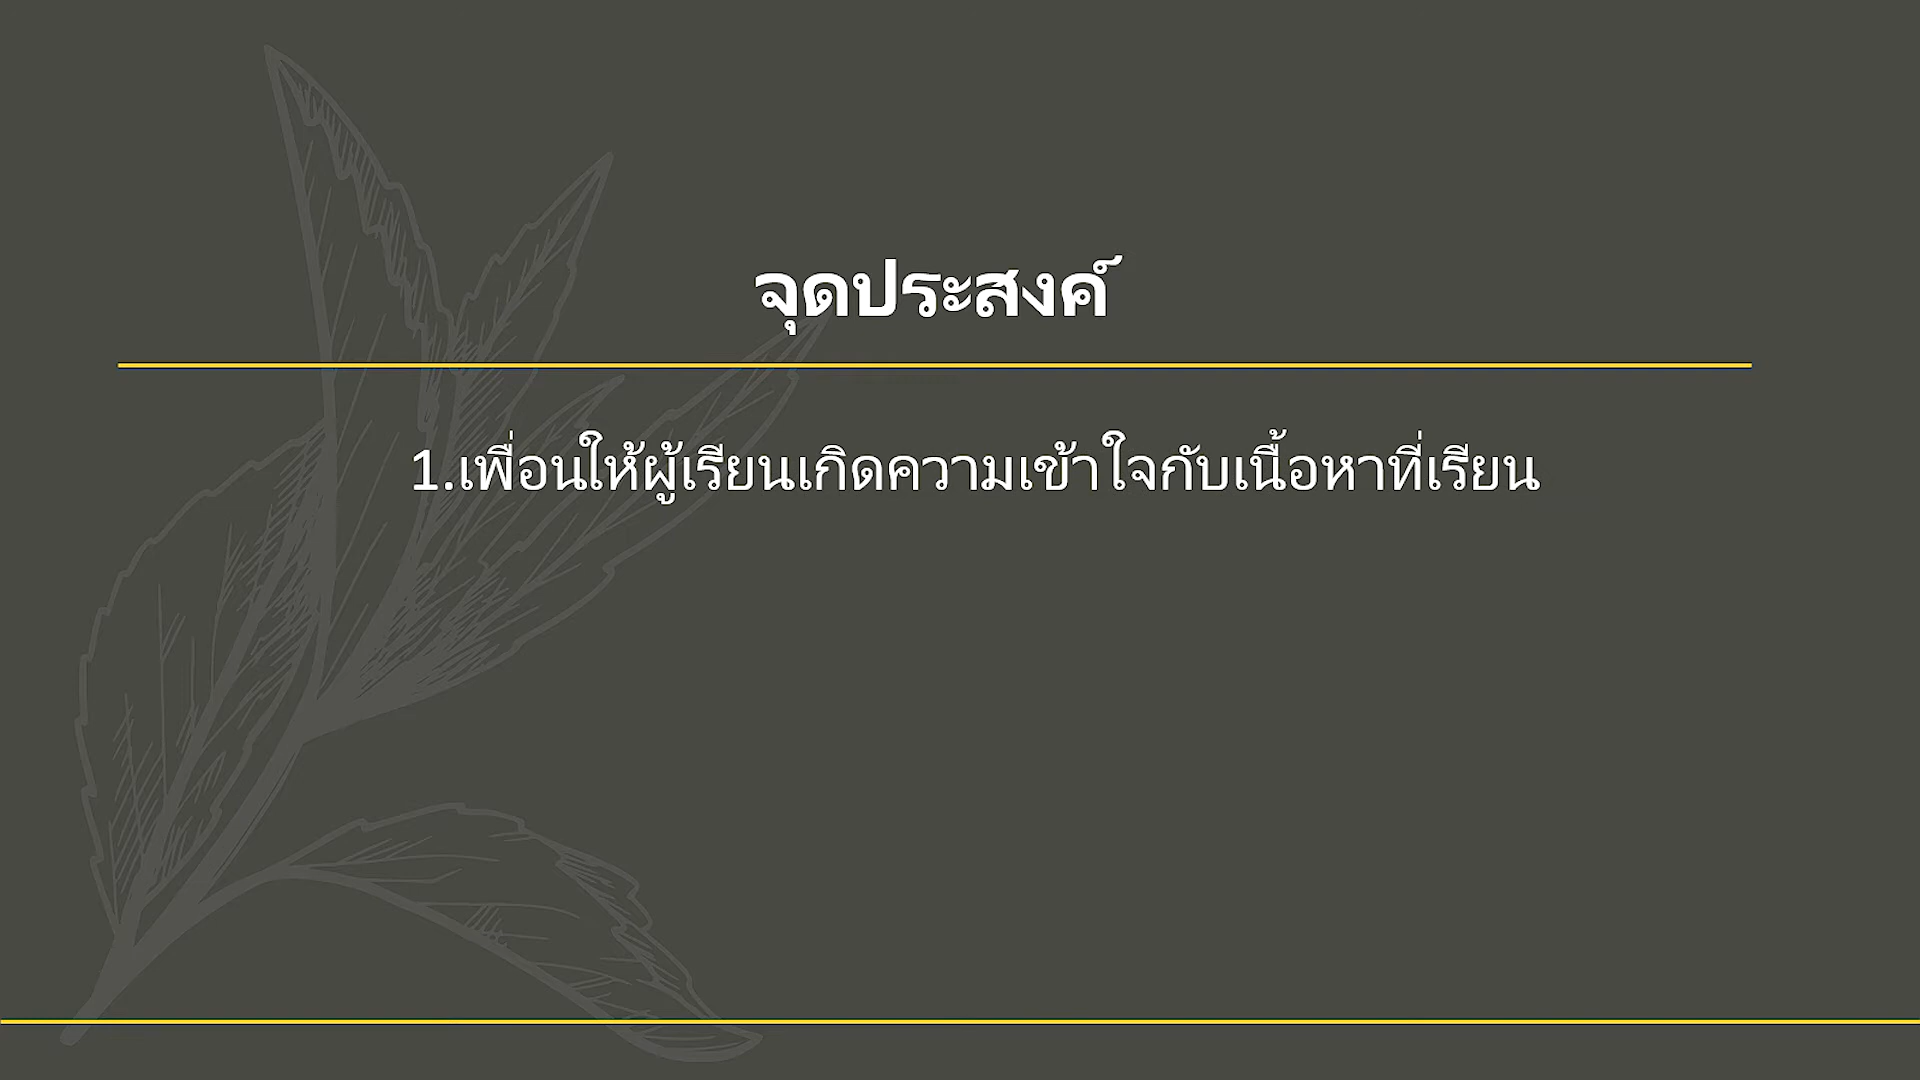 จุดประสงค์
1.เพื่อนให้ผู้เรียนเกิดความเข้าใจกับเนื้อหาที่เรียน